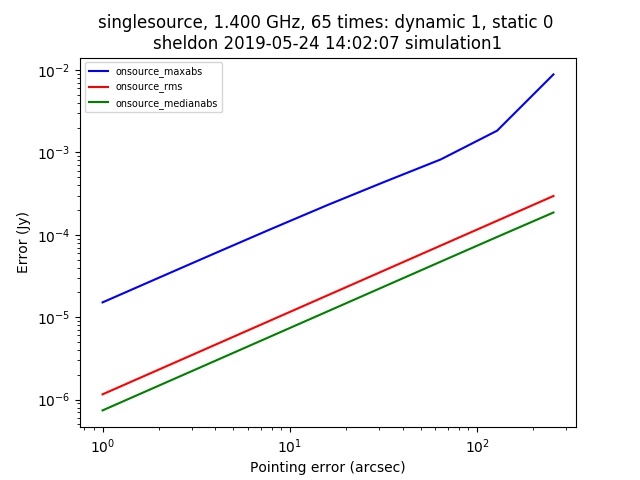 singlesource, 1.400 GHz, 65 times: dynamic 1, static 0
sheldon 2019-05-24 14:02:07 simulation1
onsource_maxabs
onsource_rms
onsource_medianabs
10⁻²
10⁻³
10⁻⁴
10⁻⁵
10⁻⁶
Error (Jy)
10⁰ 10¹ 10²
Pointing error (arcsec)